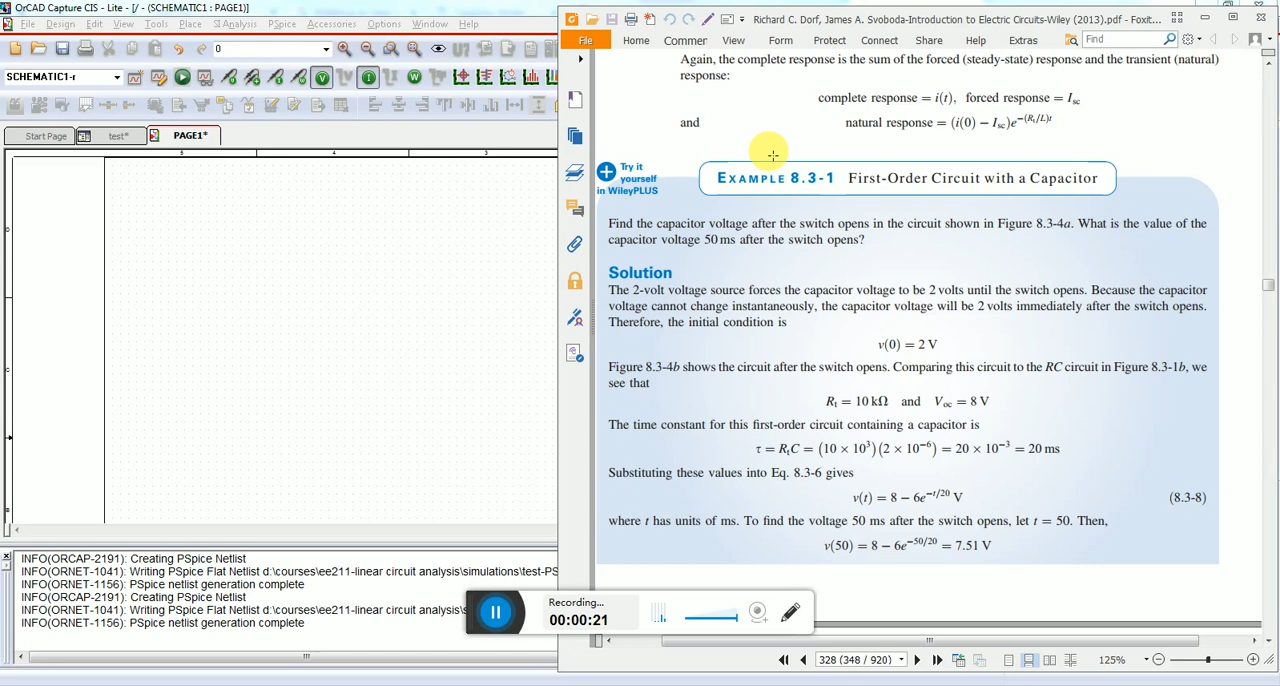 OrCAD Capture CIS - Lite - [/ - (SCHEMATIC1 : PAGE1)]
File Design Edit View Tools Place SI Analysis PSpice Accessories Options Window Help
0
SCHEMATIC1-r
Start Page test* PAGE1*
5 4 3
D
C
B
INFO(ORCAP-2191): Creating PSpice Netlist
INFO(ORNET-1041): Writing PSpice Flat Netlist d:\courses\ee211-linear circuit analysis\simulations\test-PS
INFO(ORNET-1156): PSpice netlist generation complete
INFO(ORCAP-2191): Creating PSpice Netlist
INFO(ORNET-1041): Writing PSpice Flat Netlist d:\courses\ee211-linear circuit analysis\s
INFO(ORNET-1156): PSpice netlist generation complete
Richard C. Dorf, James A. Svoboda-Introduction to Electric Circuits-Wiley (2013).pdf - Foxit...
File Home Comment View Form Protect Connect Share Help Extras Find
Again, the complete response is the sum of the forced (steady-state) response and the transient (natural)
response:
complete response = i(t), forced response = Isc
and natural response = (i(0) − Isc)e−(Rt/L)t
Try it
yourself
in WileyPLUS
EXAMPLE 8.3-1 First-Order Circuit with a Capacitor
Find the capacitor voltage after the switch opens in the circuit shown in Figure 8.3-4a. What is the value of the
capacitor voltage 50 ms after the switch opens?
Solution
The 2-volt voltage source forces the capacitor voltage to be 2 volts until the switch opens. Because the capacitor
voltage cannot change instantaneously, the capacitor voltage will be 2 volts immediately after the switch opens.
Therefore, the initial condition is
v(0) = 2 V
Figure 8.3-4b shows the circuit after the switch opens. Comparing this circuit to the RC circuit in Figure 8.3-1b, we
see that
Rt = 10 kΩ and Voc = 8 V
The time constant for this first-order circuit containing a capacitor is
τ = RtC = (10 × 10³)(2 × 10⁻⁶) = 20 × 10⁻³ = 20 ms
Substituting these values into Eq. 8.3-6 gives
v(t) = 8 − 6e−t/20 V (8.3-8)
where t has units of ms. To find the voltage 50 ms after the switch opens, let t = 50. Then,
v(50) = 8 − 6e−50/20 = 7.51 V
Recording...
00:00:21
328 (348 / 920) 125%